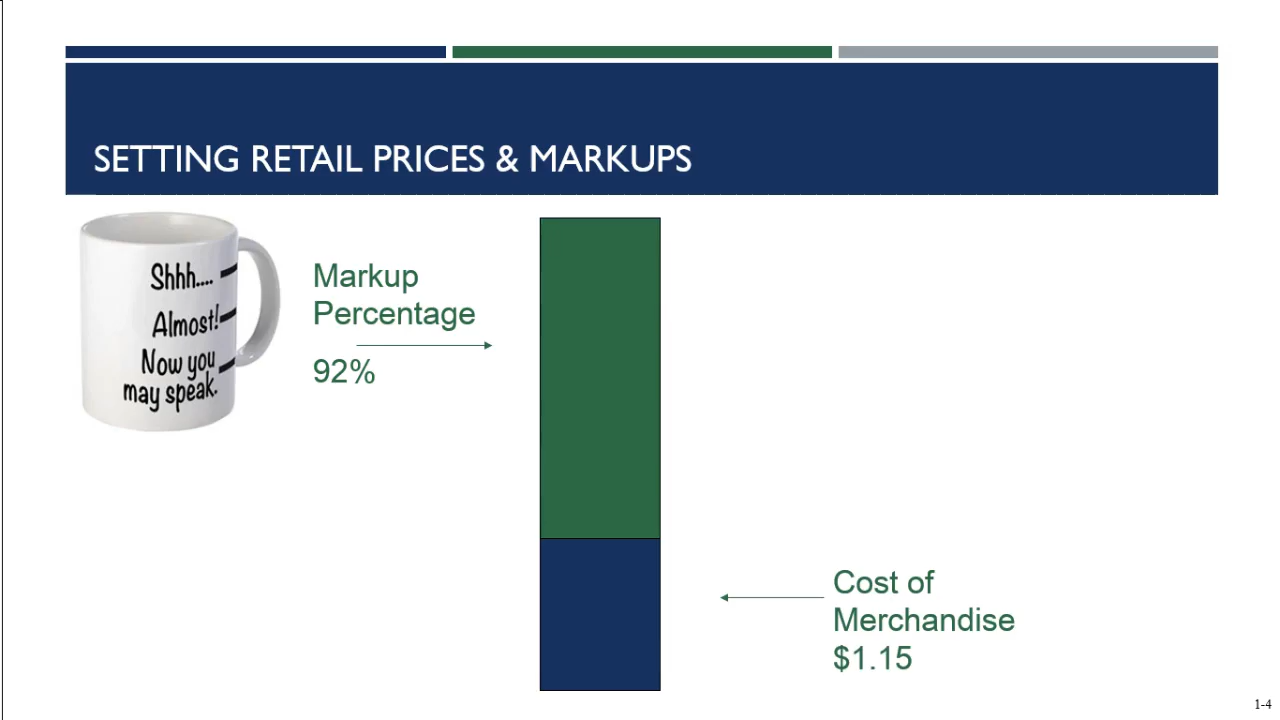 SETTING RETAIL PRICES & MARKUPS
Shhh....
Almost!
Now you
may speak.
Markup
Percentage
92%
Cost of
Merchandise
$1.15
1-4